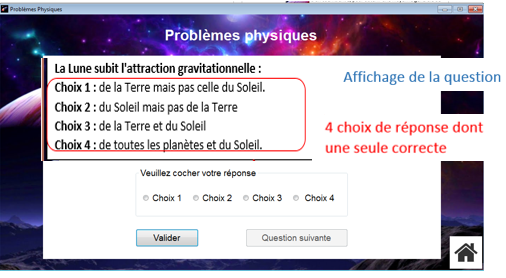 Problèmes Physiques
Problèmes physiques
La Lune subit l'attraction gravitationnelle :
Choix 1 : de la Terre mais pas celle du Soleil.
Choix 2 : du Soleil mais pas de la Terre
Choix 3 : de la Terre et du Soleil
Choix 4 : de toutes les planètes et du Soleil.
Affichage de la question
4 choix de réponse dont
une seule correcte
Veuillez cocher votre réponse
Choix 1 Choix 2 Choix 3 Choix 4
Valider Question suivante